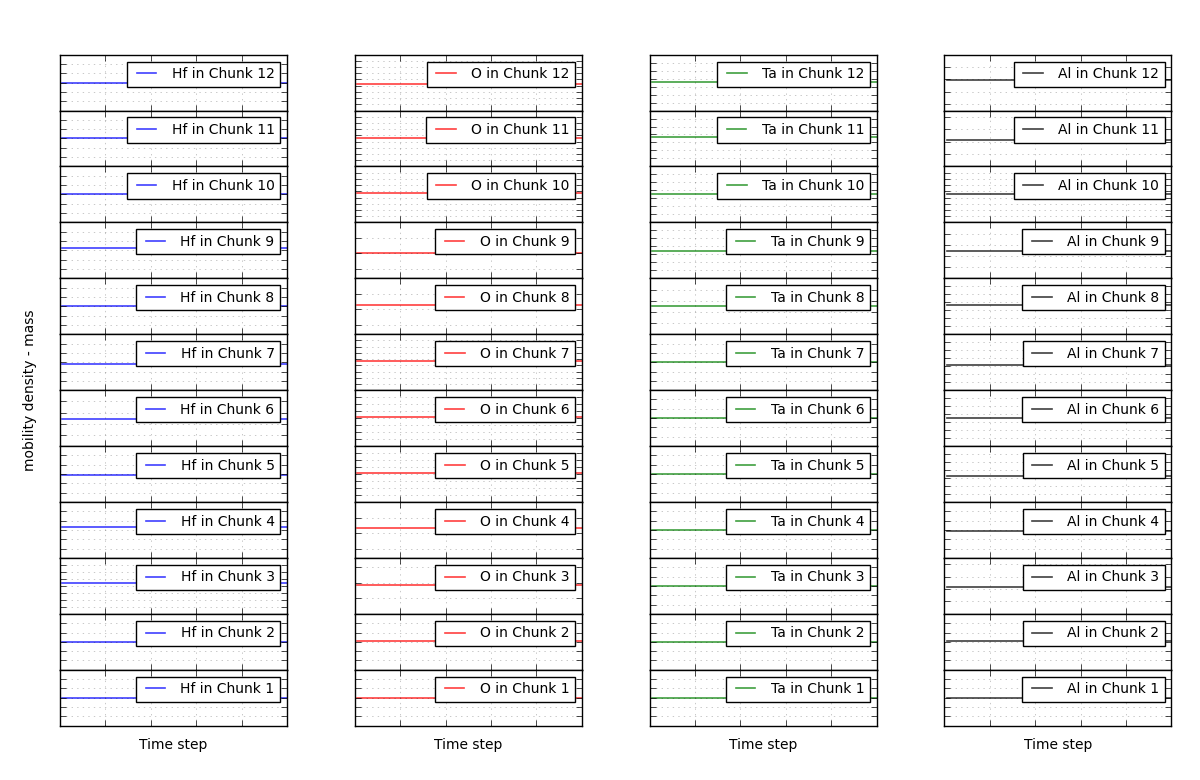 Hf in Chunk 12
O in Chunk 12
Ta in Chunk 12
Al in Chunk 12
Hf in Chunk 11
O in Chunk 11
Ta in Chunk 11
Al in Chunk 11
Hf in Chunk 10
O in Chunk 10
Ta in Chunk 10
Al in Chunk 10
Hf in Chunk 9
O in Chunk 9
Ta in Chunk 9
Al in Chunk 9
Hf in Chunk 8
O in Chunk 8
Ta in Chunk 8
Al in Chunk 8
Hf in Chunk 7
O in Chunk 7
Ta in Chunk 7
Al in Chunk 7
Hf in Chunk 6
O in Chunk 6
Ta in Chunk 6
Al in Chunk 6
Hf in Chunk 5
O in Chunk 5
Ta in Chunk 5
Al in Chunk 5
Hf in Chunk 4
O in Chunk 4
Ta in Chunk 4
Al in Chunk 4
Hf in Chunk 3
O in Chunk 3
Ta in Chunk 3
Al in Chunk 3
Hf in Chunk 2
O in Chunk 2
Ta in Chunk 2
Al in Chunk 2
Hf in Chunk 1
O in Chunk 1
Ta in Chunk 1
Al in Chunk 1
mobility density - mass
Time step
Time step
Time step
Time step